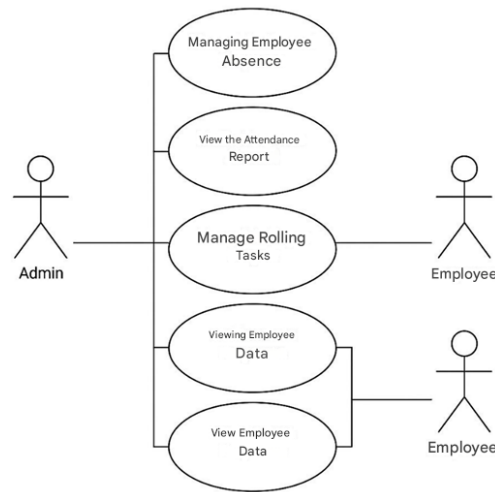 Managing Employee
Absence
View the Attendance
Report
Manage Rolling
Tasks
Admin
Employee
Viewing Employee
Data
View Employee
Data
Employee